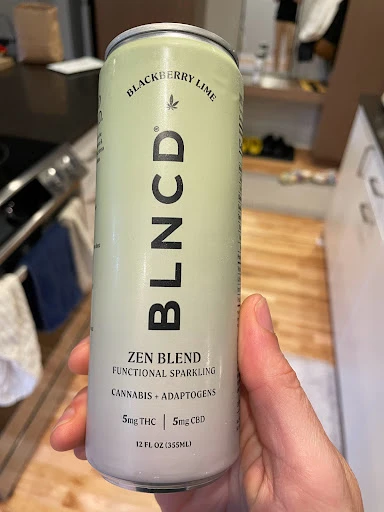 BLACKBERRY LIME
BLNCD®
ZEN BLEND
FUNCTIONAL SPARKLING
CANNABIS + ADAPTOGENS
5mg THC | 5mg CBD
12 FL OZ (355ML)